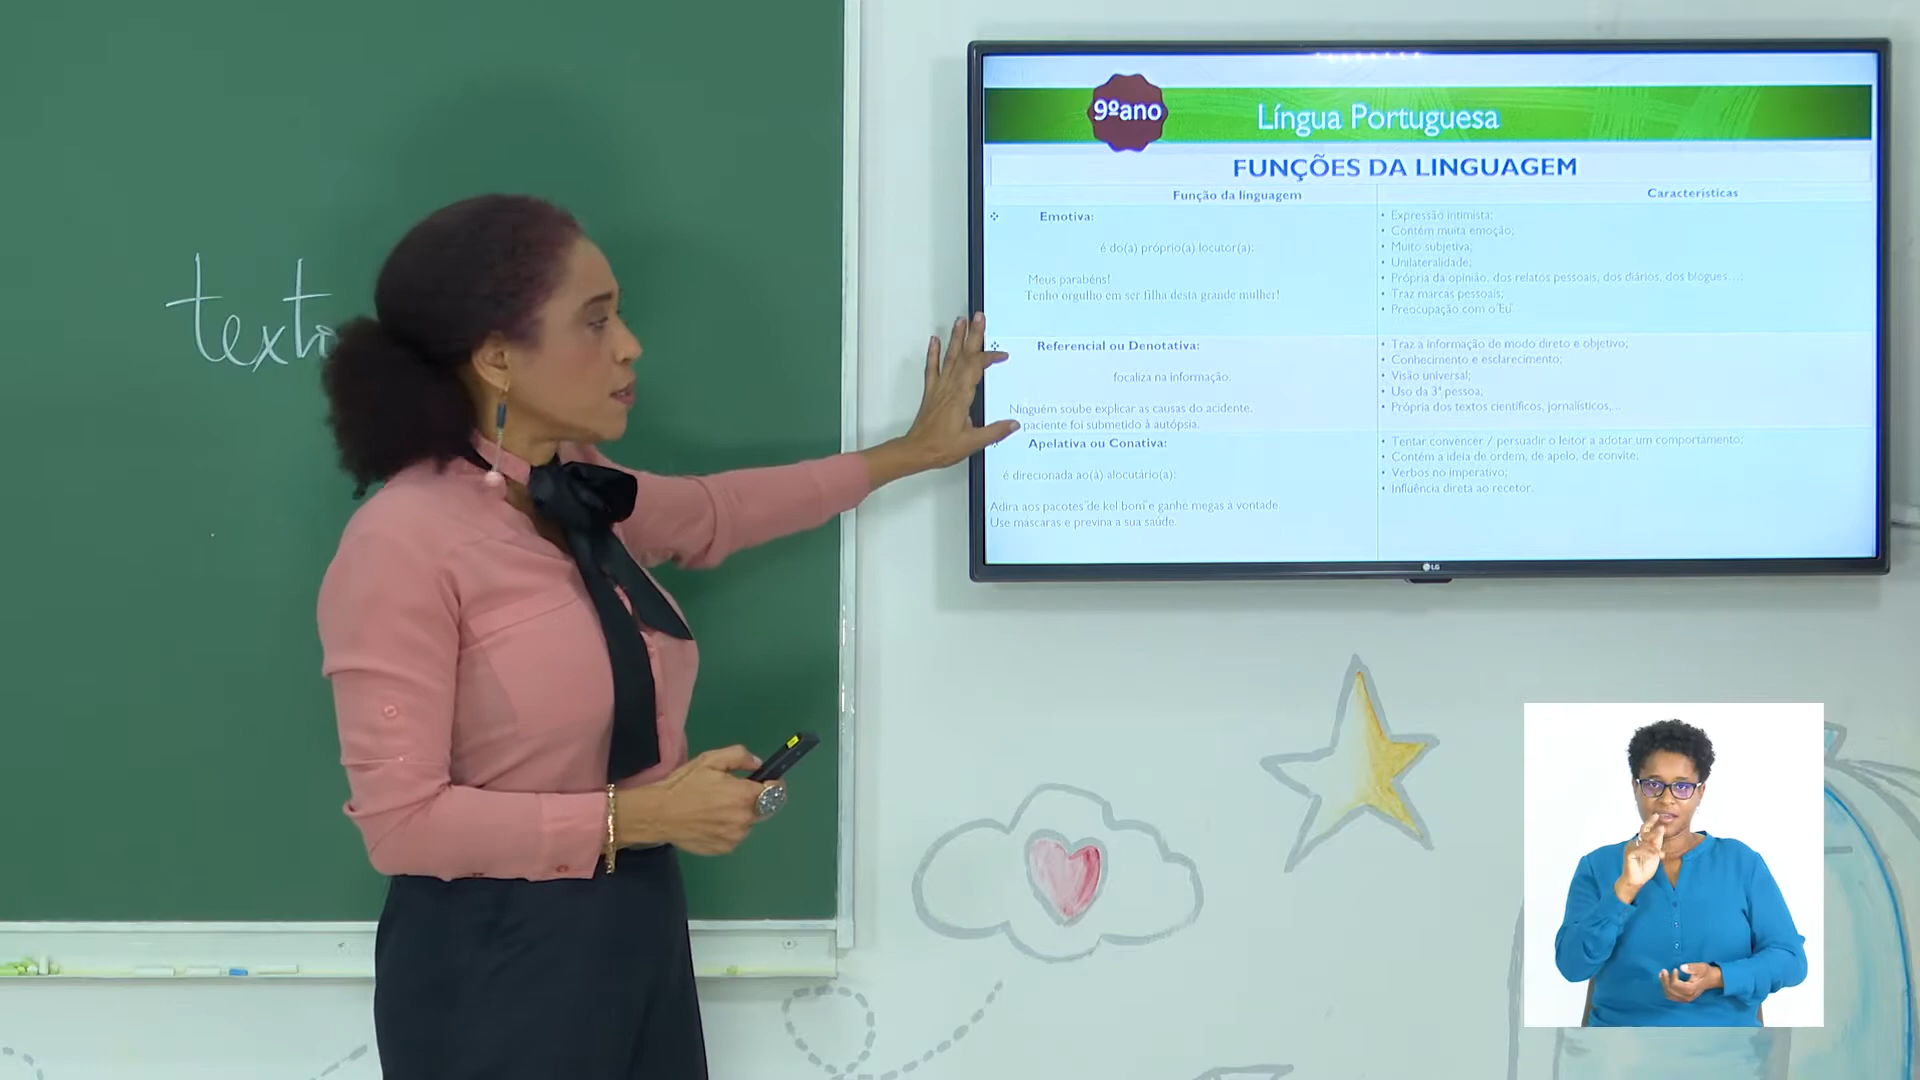 texto
9ºano
Língua Portuguesa
FUNÇÕES DA LINGUAGEM
Função da linguagem
Características
Emotiva:
é do(a) próprio(a) locutor(a):
Meus parabéns!
Tenho orgulho em ser filha desta grande mulher!
• Expressão intimista;
• Contém muita emoção;
• Muito subjetiva;
• Unilateralidade;
• Própria da opinião, dos relatos pessoais, dos diários, dos blogues….
• Traz marcas pessoais;
• Preocupação com o "Eu".
Referencial ou Denotativa:
focaliza na informação.
Ninguém soube explicar as causas do acidente.
paciente foi submetido à autópsia.
• Traz a informação de modo direto e objetivo;
• Conhecimento e esclarecimento;
• Visão universal;
• Uso da 3ª pessoa;
• Própria dos textos científicos, jornalísticos,…
Apelativa ou Conativa:
é direcionada ao(à) alocutário(a):
Adira aos pacotes "de kel bom" e ganhe megas à vontade.
Use máscaras e previna a sua saúde.
• Tentar convencer / persuadir o leitor a adotar um comportamento;
• Contém a ideia de ordem, de apelo, de convite;
• Verbos no imperativo;
• Influência direta ao recetor.
LG